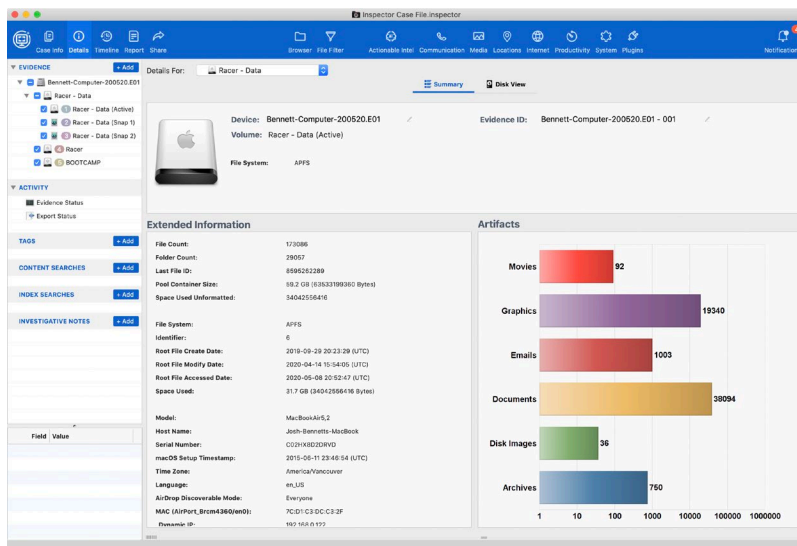 Inspector Case File.inspector
Case Info Details Timeline Report Share Browser File Filter Actionable Intel Communication Media Locations Internet Productivity System Plugins Notification
EVIDENCE + Add
Bennett-Computer-200520.E01
Racer - Data
1 Racer - Data (Active)
2 Racer - Data (Snap 1)
3 Racer - Data (Snap 2)
4 Racer
5 BOOTCAMP
ACTIVITY
Evidence Status
Export Status
TAGS + Add
CONTENT SEARCHES + Add
INDEX SEARCHES + Add
INVESTIGATIVE NOTES + Add
Field Value
Details For: Racer - Data
Summary Disk View
Device: Bennett-Computer-200520.E01
Evidence ID: Bennett-Computer-200520.E01 - 001
Volume: Racer - Data (Active)
File System: APFS
Extended Information
File Count: 173086
Folder Count: 29057
Last File ID: 8595262289
Pool Container Size: 59.2 GB (63533199360 Bytes)
Space Used Unformatted: 34042556416
File System: APFS
Identifier: 6
Root File Create Date: 2019-09-29 20:23:29 (UTC)
Root File Modify Date: 2020-04-14 15:54:05 (UTC)
Root File Accessed Date: 2020-05-08 20:52:47 (UTC)
Space Used: 31.7 GB (34042556416 Bytes)
Model: MacBookAir5,2
Host Name: Josh-Bennetts-MacBook
Serial Number: C02HX8D2DRVD
macOS Setup Timestamp: 2015-06-11 23:46:54 (UTC)
Time Zone: America/Vancouver
Language: en_US
AirDrop Discoverable Mode: Everyone
MAC (AirPort_Brcm4360/en0): 7C:D1:C3:DC:C3:2F
Dynamic IP: 192.168.0.122
Artifacts
Movies 92
Graphics 19340
Emails 1003
Documents 38094
Disk Images 36
Archives 750
1 10 100 1000 10000 100000 1000000